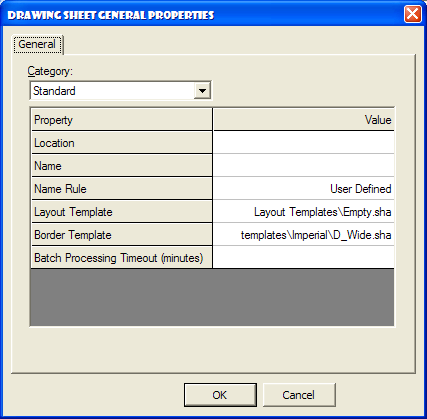 DRAWING SHEET GENERAL PROPERTIES
General
Category:
Standard
Property Value
Location
Name
Name Rule User Defined
Layout Template Layout Templates\Empty.sha
Border Template templates\Imperial\D_Wide.sha
Batch Processing Timeout (minutes)
OK Cancel